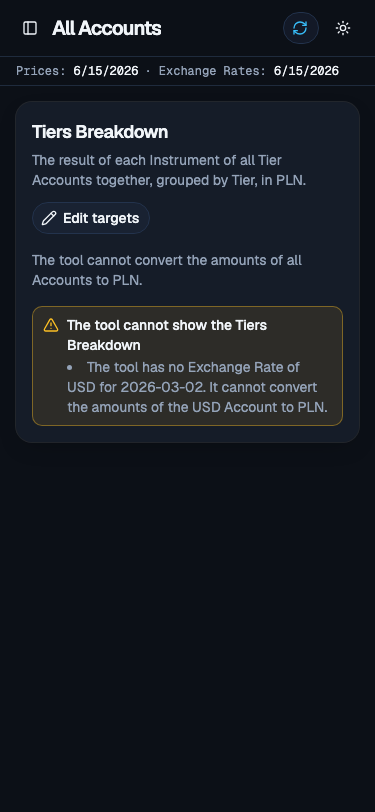 All Accounts
Prices: 6/15/2026 · Exchange Rates: 6/15/2026
Tiers Breakdown
The result of each Instrument of all Tier
Accounts together, grouped by Tier, in PLN.
Edit targets
The tool cannot convert the amounts of all
Accounts to PLN.
The tool cannot show the Tiers
Breakdown
• The tool has no Exchange Rate of
USD for 2026-03-02. It cannot convert
the amounts of the USD Account to PLN.